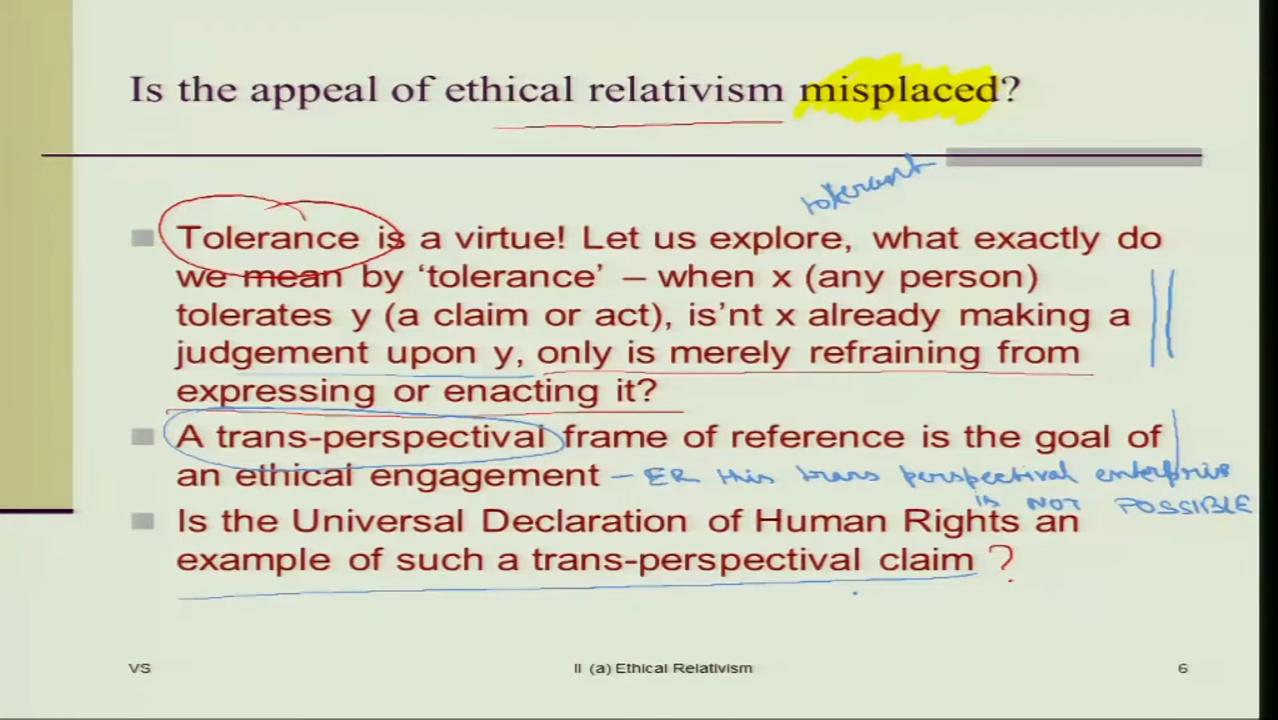 Is the appeal of ethical relativism misplaced?
tolerant
Tolerance is a virtue! Let us explore, what exactly do
we mean by ‘tolerance’ – when x (any person)
tolerates y (a claim or act), is'nt x already making a
judgement upon y, only is merely refraining from
expressing or enacting it?
A trans-perspectival frame of reference is the goal of
an ethical engagement – ER this trans perspectival enterprise
is NOT POSSIBLE
Is the Universal Declaration of Human Rights an
example of such a trans-perspectival claim ?
VS II (a) Ethical Relativism 6